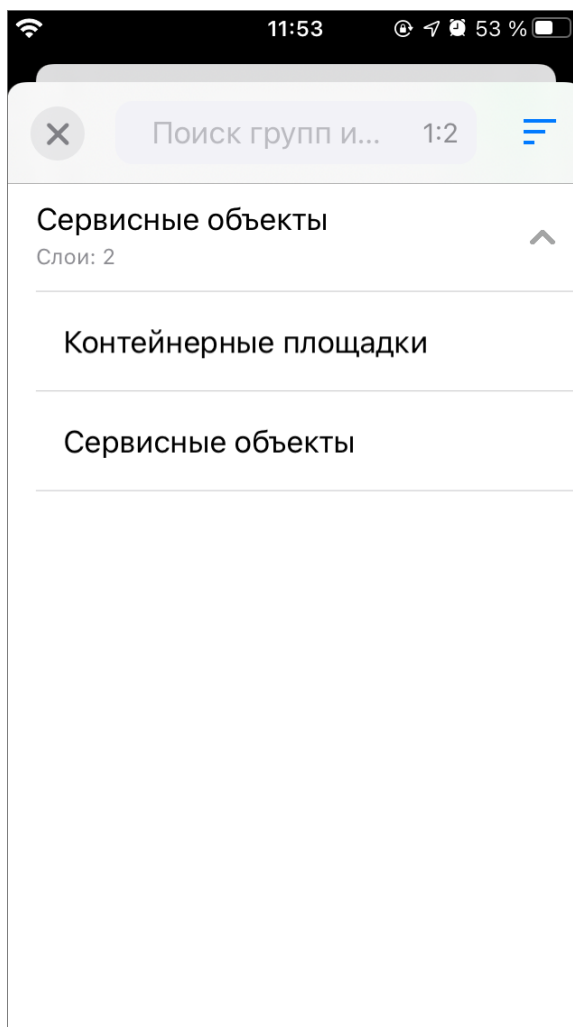 11:53 53 %
Поиск групп и... 1:2
Сервисные объекты
Слои: 2
Контейнерные площадки
Сервисные объекты